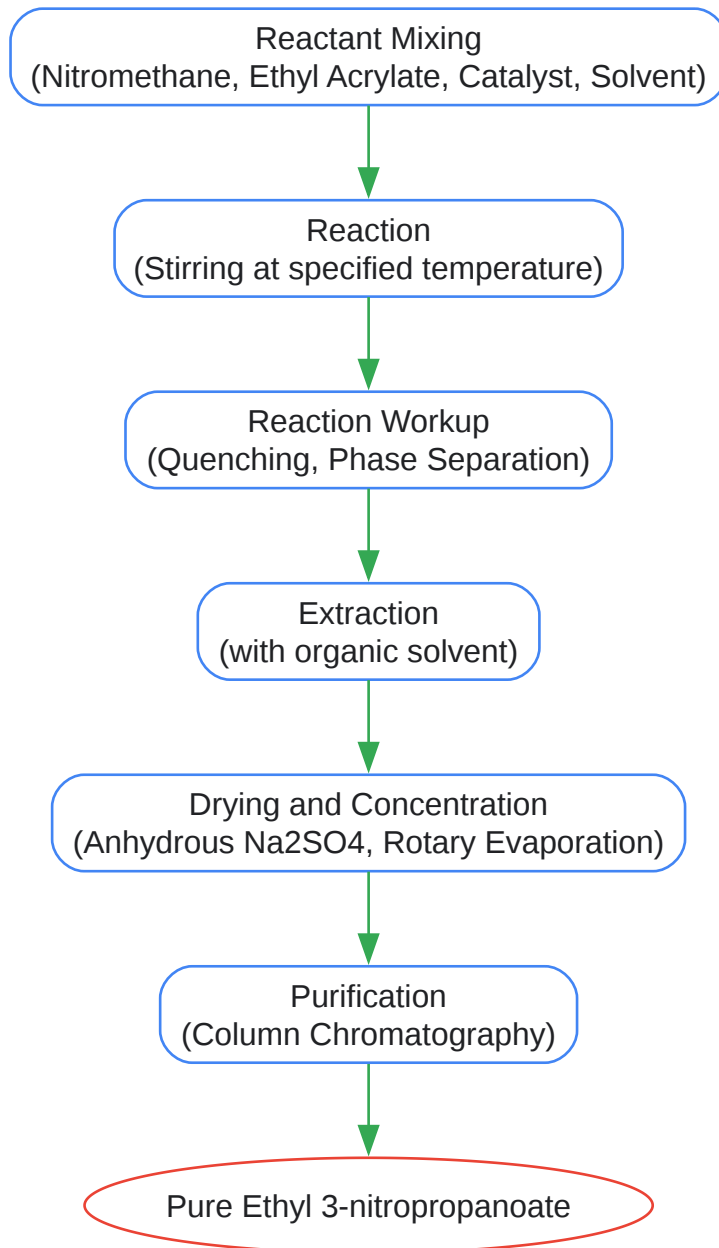 Reactant Mixing
(Nitromethane, Ethyl Acrylate, Catalyst, Solvent)
Reaction
(Stirring at specified temperature)
Reaction Workup
(Quenching, Phase Separation)
Extraction
(with organic solvent)
Drying and Concentration
(Anhydrous Na2SO4, Rotary Evaporation)
Purification
(Column Chromatography)
Pure Ethyl 3-nitropropanoate